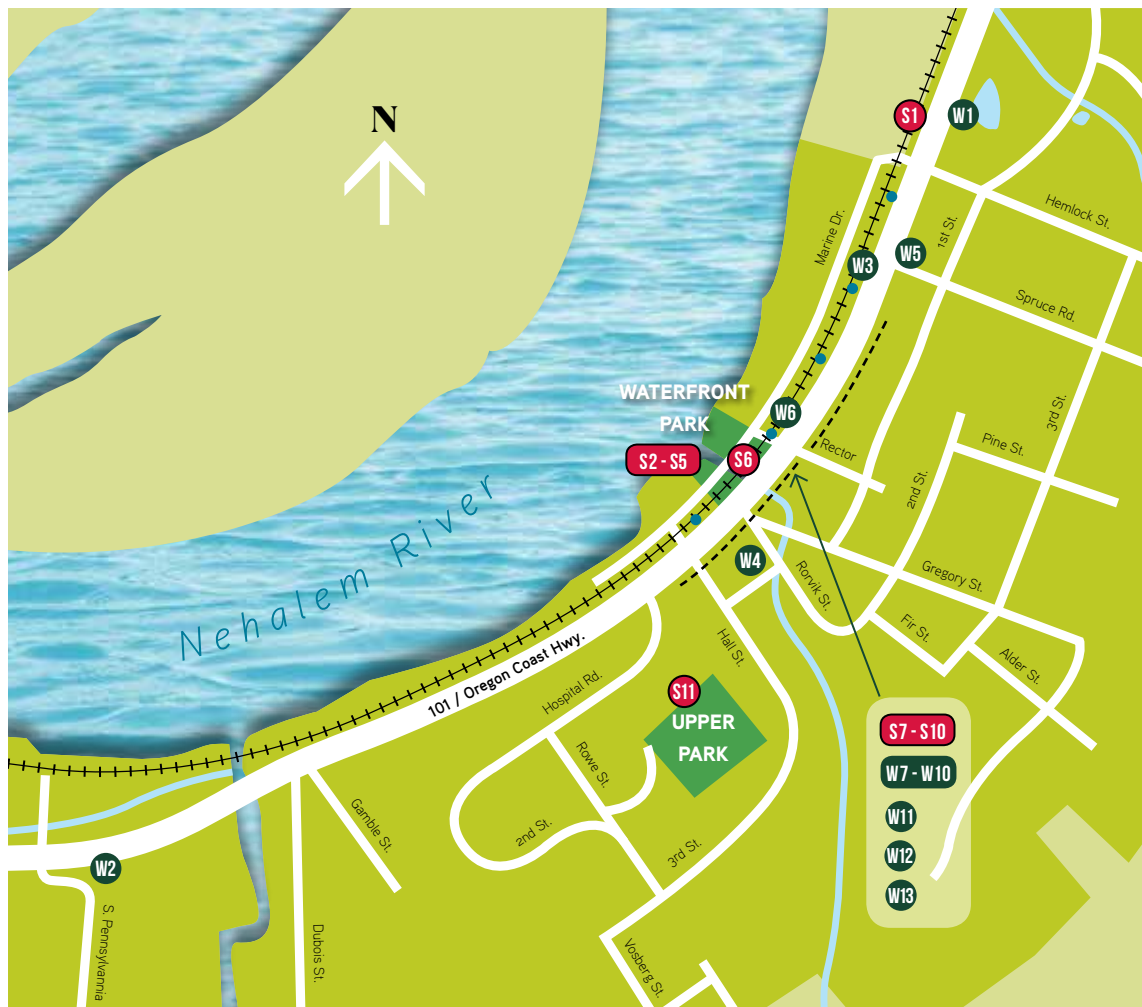 N
S1
W1
Hemlock St.
Marine Dr.
1st St.
W5
W3
Spruce Rd.
WATERFRONT
PARK
W6
3rd St.
Rector
Pine St.
S2 - S5
S6
2nd St.
Nehalem River
W4
Rorvik St.
Gregory St.
Fir St.
Alder St.
Hall St.
101 / Oregon Coast Hwy.
Hospital Rd.
S11
UPPER
PARK
S7 - S10
W7 - W10
W11
W12
W13
Rowe St.
Gamble St.
2nd St.
3rd St.
W2
S. Pennsylvannia
Dubois St.
Vosberg St.